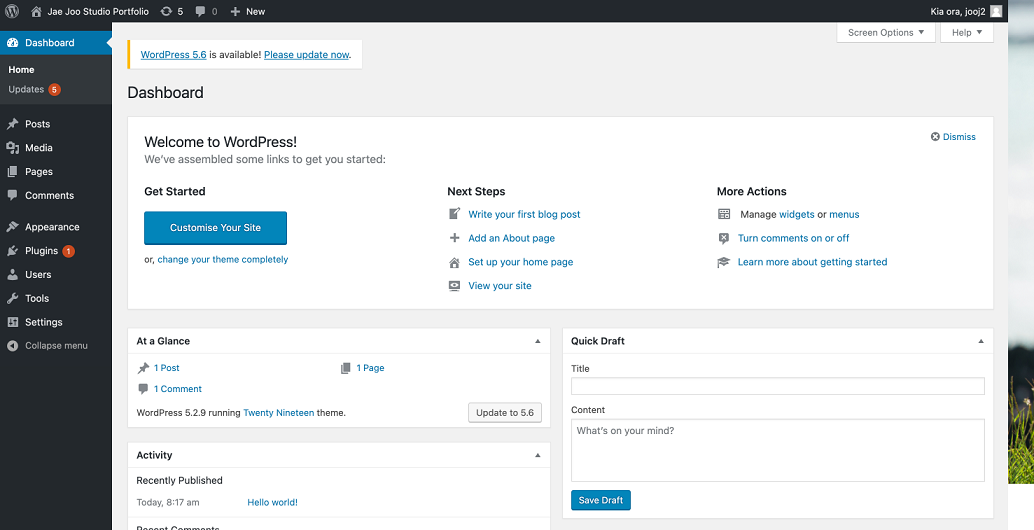 Jae Joo Studio Portfolio 5 0 New Kia ora, jooj2
Dashboard
Home
Updates 5
Posts
Media
Pages
Comments
Appearance
Plugins 1
Users
Tools
Settings
Collapse menu
Screen Options Help
WordPress 5.6 is available! Please update now.
Dashboard
Welcome to WordPress!
Dismiss
We've assembled some links to get you started:
Get Started
Customise Your Site
or, change your theme completely
Next Steps
Write your first blog post
Add an About page
Set up your home page
View your site
More Actions
Manage widgets or menus
Turn comments on or off
Learn more about getting started
At a Glance
1 Post 1 Page
1 Comment
WordPress 5.2.9 running Twenty Nineteen theme. Update to 5.6
Activity
Recently Published
Today, 8:17 am Hello world!
Recent Comments
Quick Draft
Title
Content
What's on your mind?
Save Draft